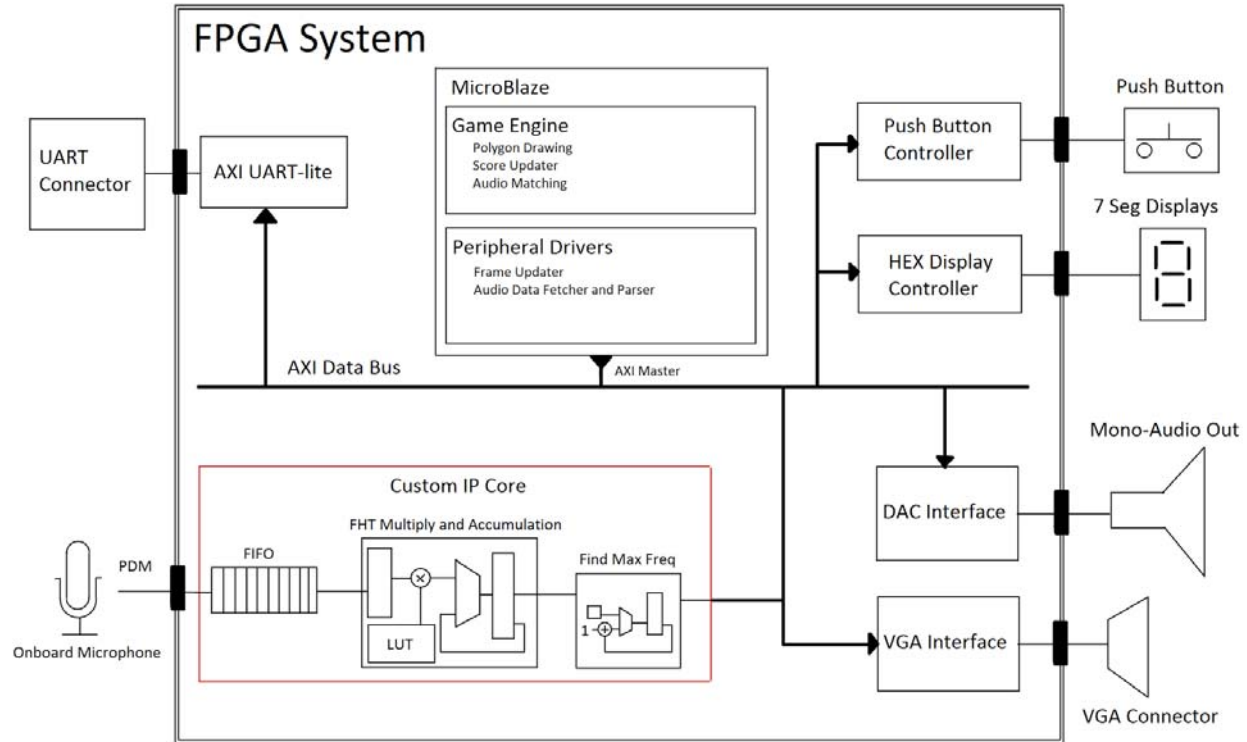 FPGA System
UART
Connector
AXI UART-lite
MicroBlaze
Game Engine
Polygon Drawing
Score Updater
Audio Matching
Peripheral Drivers
Frame Updater
Audio Data Fetcher and Parser
Push Button
Controller
Push Button
HEX Display
Controller
7 Seg Displays
AXI Data Bus
AXI Master
Custom IP Core
FHT Multiply and Accumulation
FIFO
LUT
Find Max Freq
1
PDM
Onboard Microphone
DAC Interface
Mono-Audio Out
VGA Interface
VGA Connector